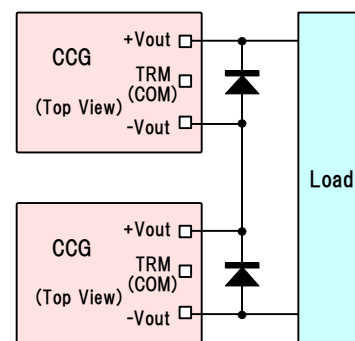 +Vout
CCG
TRM
(COM)
(Top View)
-Vout
Load
+Vout
CCG
TRM
(COM)
(Top View)
-Vout